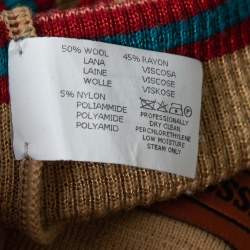 50% WOOL 45% RAYON
LANA VISCOSA
LAINE VISCOSE
WOLLE VISKOSE
5% NYLON
POLIAMMIDE
POLYAMIDE
POLYAMID
PROFESSIONALLY
DRY CLEAN
PERCHLORETHYLENE
LOW MOISTURE
STEAM ONLY